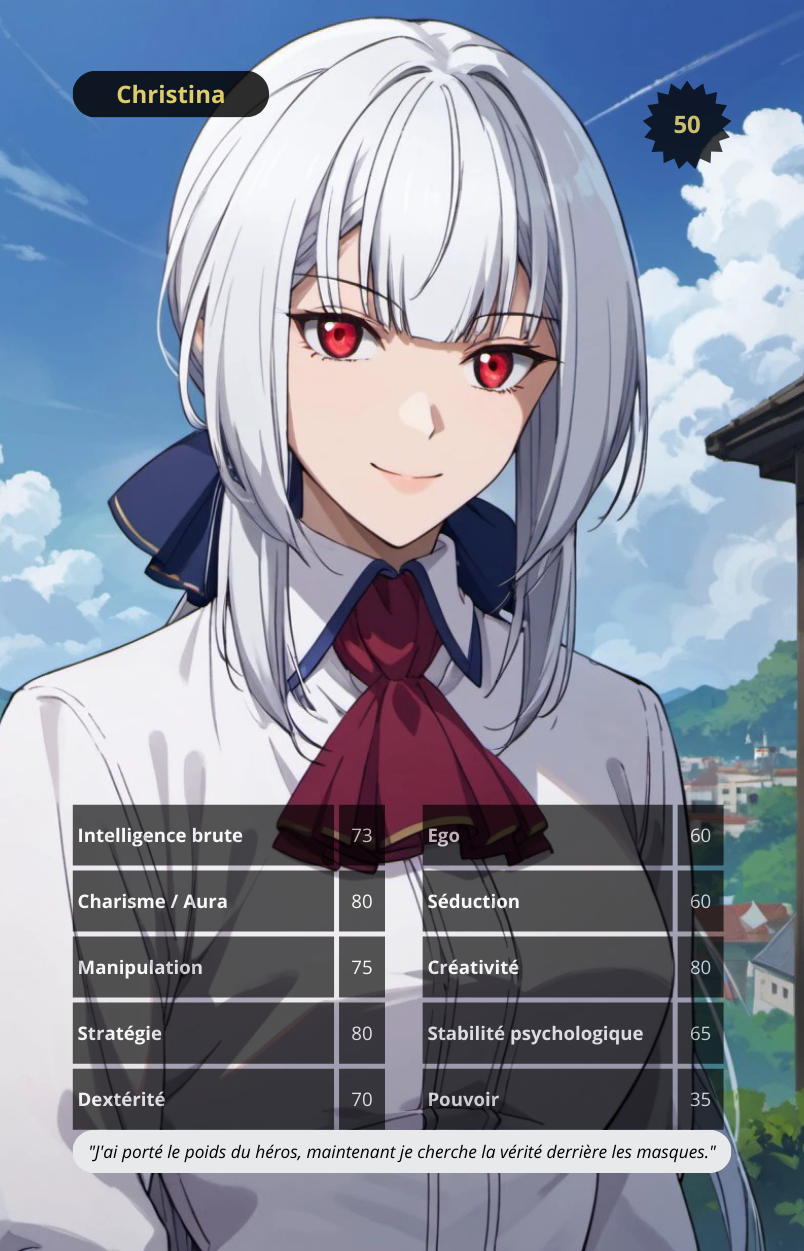 Christina
50
Intelligence brute 73
Ego 60
Charisme / Aura 80
Séduction 60
Manipulation 75
Créativité 80
Stratégie 80
Stabilité psychologique 65
Dextérité 70
Pouvoir 35
"J'ai porté le poids du héros, maintenant je cherche la vérité derrière les masques."